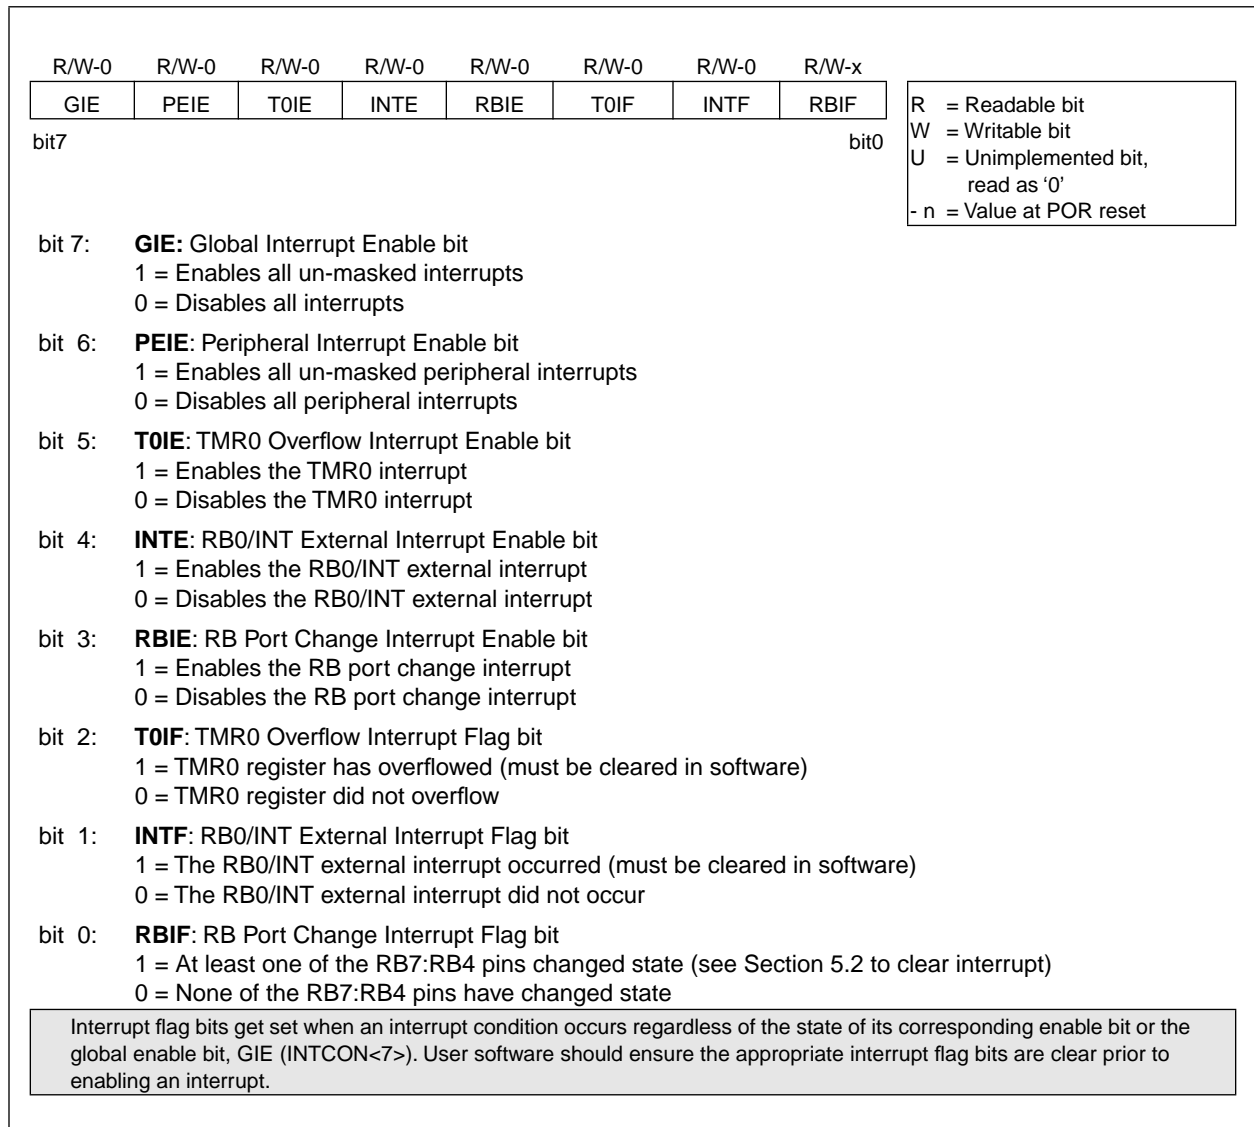 R/W-0 R/W-0 R/W-0 R/W-0 R/W-0 R/W-0 R/W-0 R/W-x
GIE PEIE T0IE INTE RBIE T0IF INTF RBIF
bit7 bit0
R = Readable bit
W = Writable bit
U = Unimplemented bit,
read as ‘0’
- n = Value at POR reset
bit 7: GIE: Global Interrupt Enable bit
1 = Enables all un-masked interrupts
0 = Disables all interrupts
bit 6: PEIE: Peripheral Interrupt Enable bit
1 = Enables all un-masked peripheral interrupts
0 = Disables all peripheral interrupts
bit 5: T0IE: TMR0 Overflow Interrupt Enable bit
1 = Enables the TMR0 interrupt
0 = Disables the TMR0 interrupt
bit 4: INTE: RB0/INT External Interrupt Enable bit
1 = Enables the RB0/INT external interrupt
0 = Disables the RB0/INT external interrupt
bit 3: RBIE: RB Port Change Interrupt Enable bit
1 = Enables the RB port change interrupt
0 = Disables the RB port change interrupt
bit 2: T0IF: TMR0 Overflow Interrupt Flag bit
1 = TMR0 register has overflowed (must be cleared in software)
0 = TMR0 register did not overflow
bit 1: INTF: RB0/INT External Interrupt Flag bit
1 = The RB0/INT external interrupt occurred (must be cleared in software)
0 = The RB0/INT external interrupt did not occur
bit 0: RBIF: RB Port Change Interrupt Flag bit
1 = At least one of the RB7:RB4 pins changed state (see Section 5.2 to clear interrupt)
0 = None of the RB7:RB4 pins have changed state
Interrupt flag bits get set when an interrupt condition occurs regardless of the state of its corresponding enable bit or the
global enable bit, GIE (INTCON<7>). User software should ensure the appropriate interrupt flag bits are clear prior to
enabling an interrupt.